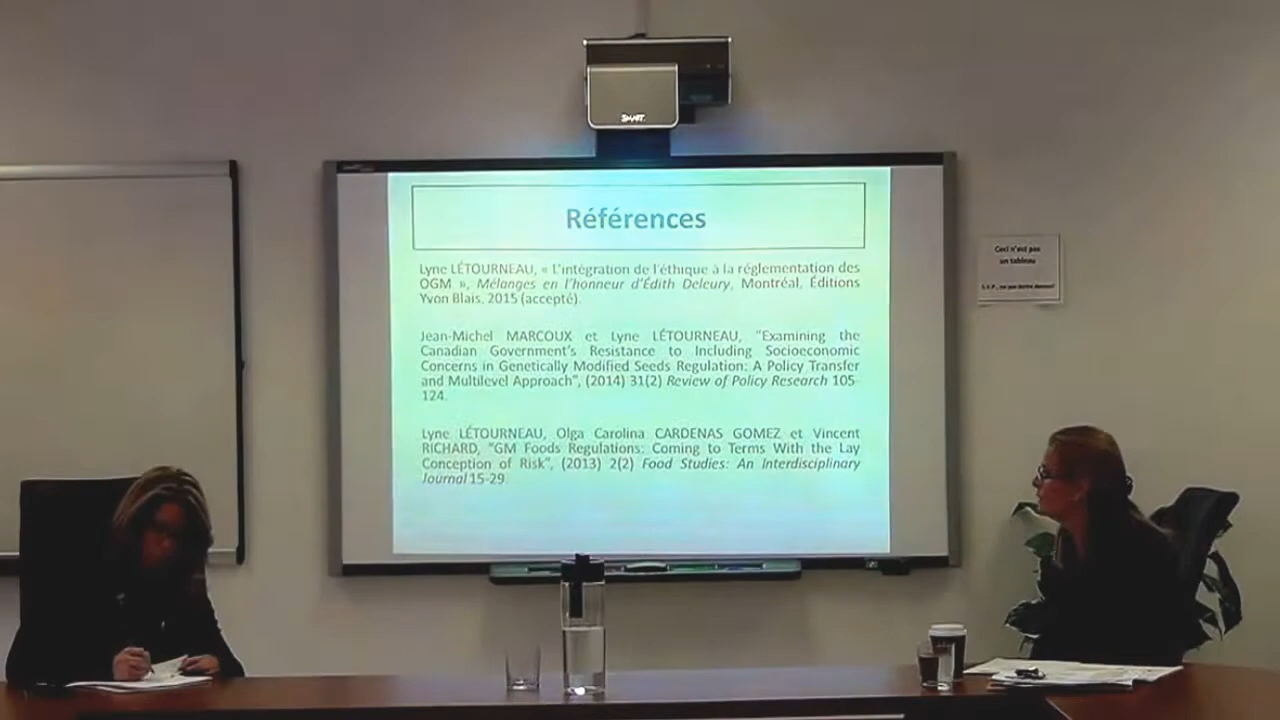 SMART
Références
Lyne LÉTOURNEAU, « L'intégration de l'éthique à la réglementation des
OGM », Mélanges en l'honneur d'Édith Deleury, Montréal, Éditions
Yvon Blais, 2015 (accepté).
Jean-Michel MARCOUX et Lyne LÉTOURNEAU, "Examining the
Canadian Government's Resistance to Including Socioeconomic
Concerns in Genetically Modified Seeds Regulation: A Policy Transfer
and Multilevel Approach", (2014) 31(2) Review of Policy Research 105-
124.
Lyne LÉTOURNEAU, Olga Carolina CARDENAS GOMEZ et Vincent
RICHARD, "GM Foods Regulations: Coming to Terms With the Lay
Conception of Risk", (2013) 2(2) Food Studies: An Interdisciplinary
Journal 15-29.
Ceci n'est pas
un tableau
S.V.P., ne pas écrire dessus!